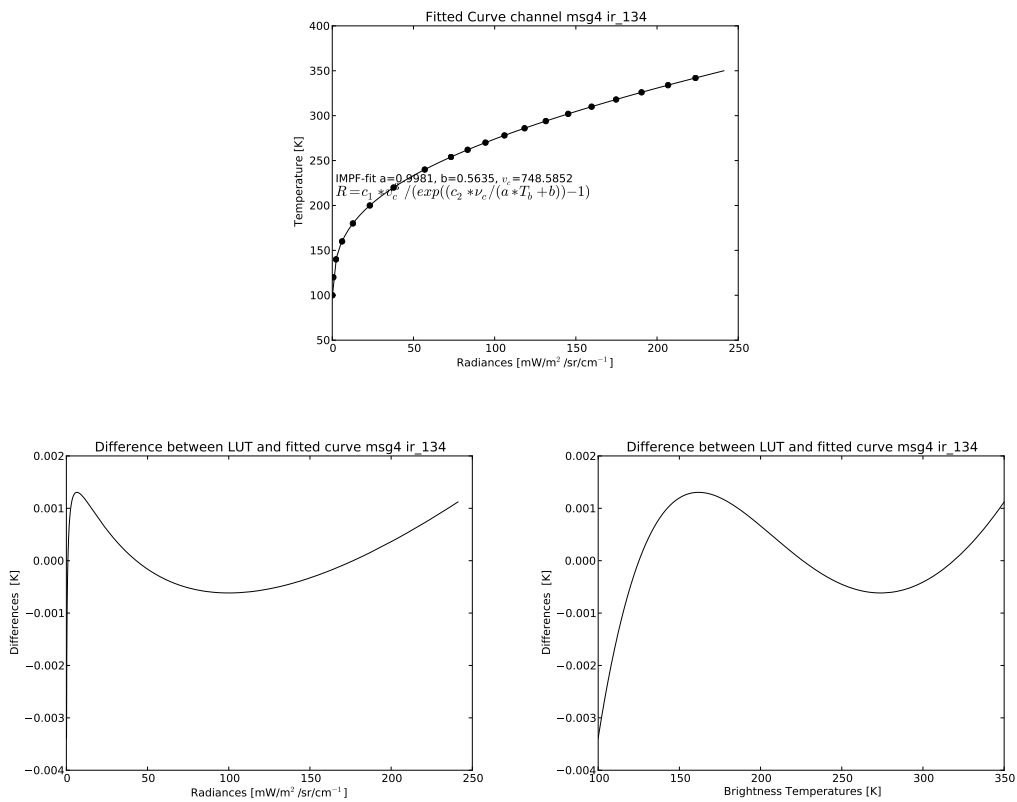 Fitted Curve channel msg4 ir_134
400
350
300
250
200
150
100
50
Temperature [K]
IMPF-fit a=0.9981, b=0.5635, v_c=748.5852
R=c_1*ν_c^3/(exp((c_2*ν_c/(a*T_b+b))−1)
0 50 100 150 200 250
Radiances [mW/m^2/sr/cm^−1]
Difference between LUT and fitted curve msg4 ir_134
0.002
0.001
0.000
−0.001
−0.002
−0.003
−0.004
Differences [K]
0 50 100 150 200 250
Radiances [mW/m^2/sr/cm^−1]
Difference between LUT and fitted curve msg4 ir_134
0.002
0.001
0.000
−0.001
−0.002
−0.003
−0.004
Differences [K]
100 150 200 250 300 350
Brightness Temperatures [K]